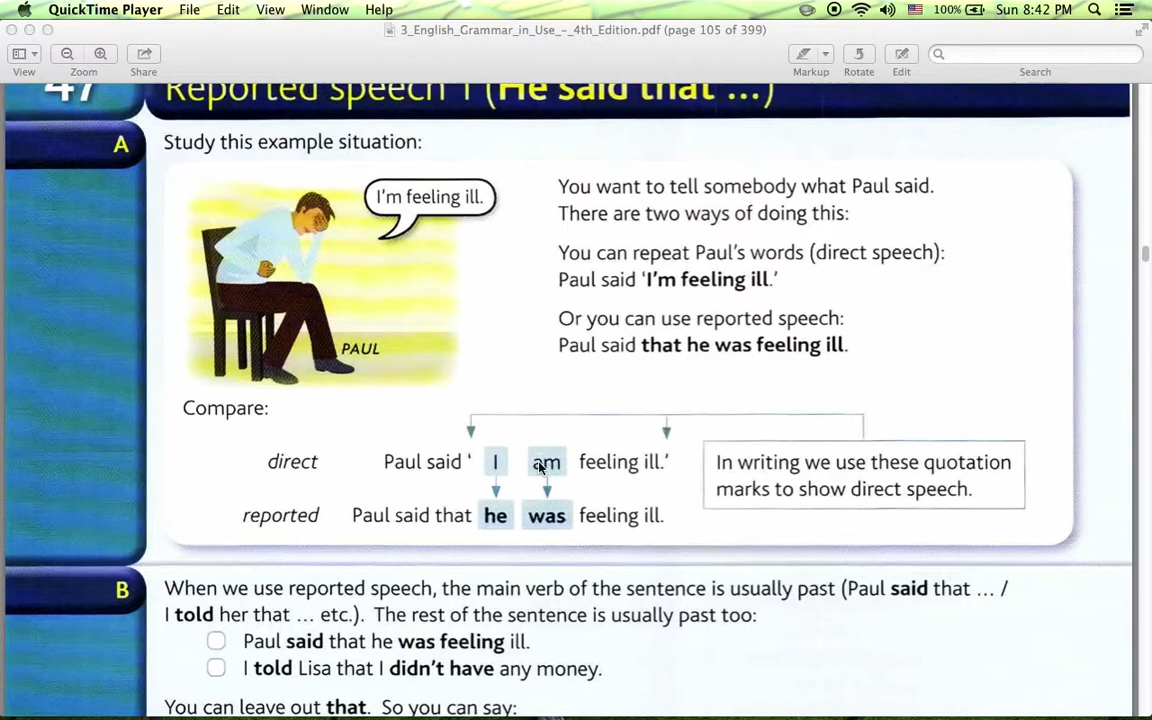 QuickTime Player File Edit View Window Help 100% Sun 8:42 PM
3_English_Grammar_in_Use_-_4th_Edition.pdf (page 105 of 399)
View Zoom Share Markup Rotate Edit Search
47 Reported speech 1 (He said that ...)
A
Study this example situation:
I'm feeling ill.
PAUL
You want to tell somebody what Paul said.
There are two ways of doing this:
You can repeat Paul's words (direct speech):
Paul said 'I'm feeling ill.'
Or you can use reported speech:
Paul said that he was feeling ill.
Compare:
direct Paul said ' I am feeling ill.'
reported Paul said that he was feeling ill.
In writing we use these quotation
marks to show direct speech.
B
When we use reported speech, the main verb of the sentence is usually past (Paul said that ... /
I told her that ... etc.). The rest of the sentence is usually past too:
Paul said that he was feeling ill.
I told Lisa that I didn't have any money.
You can leave out that. So you can say: